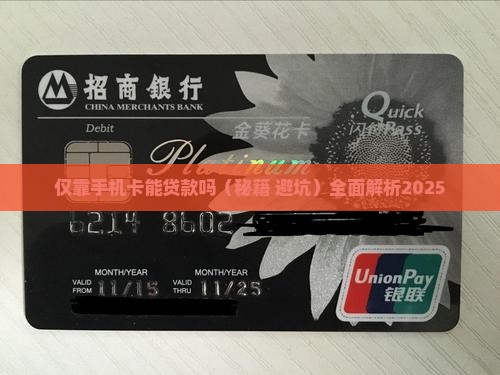 招商银行
CHINA MERCHANTS BANK
Debit
金葵花卡
Quick
闪付Pass
Platinum
仅靠手机卡能贷款吗（秘籍 避坑）全面解析2025
6214 8602
MONTH/YEAR MONTH/YEAR
VALID FROM 11/15 VALID THRU 11/25
UnionPay
银联